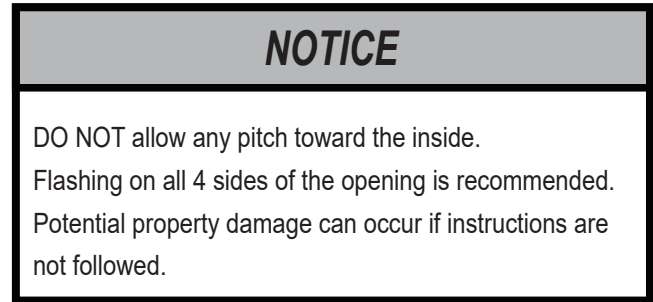 NOTICE
DO NOT allow any pitch toward the inside.
Flashing on all 4 sides of the opening is recommended.
Potential property damage can occur if instructions are
not followed.